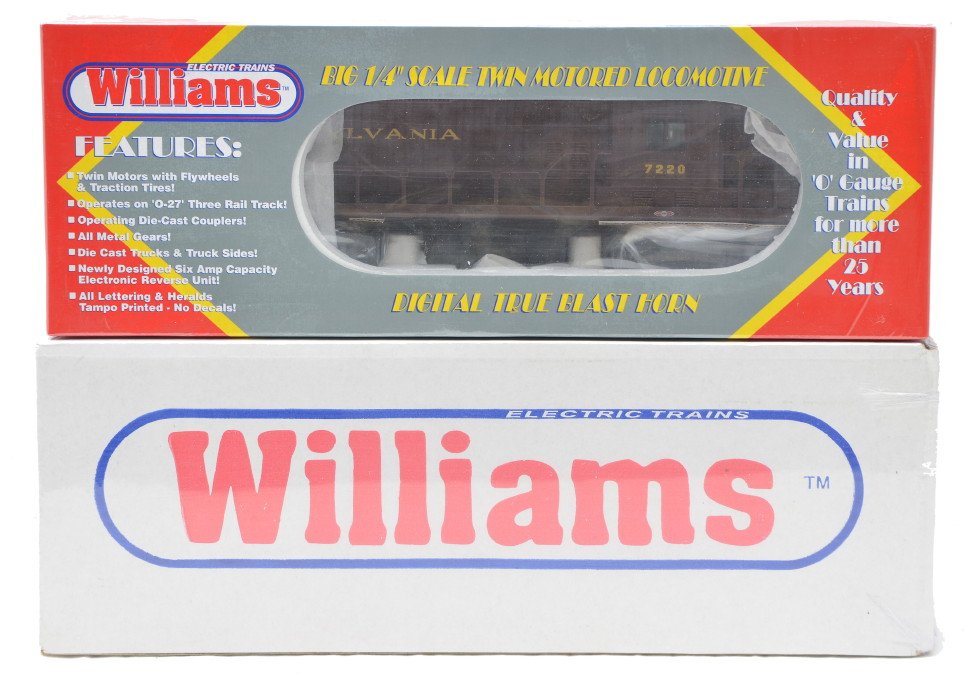 ELECTRIC TRAINS
Williams™
BIG 1/4" SCALE TWIN MOTORED LOCOMOTIVE
FEATURES:
Twin Motors with Flywheels
& Traction Tires!
Operates on 'O-27' Three Rail Track!
Operating Die-Cast Couplers!
All Metal Gears!
Die Cast Trucks & Truck Sides!
Newly Designed Six Amp Capacity
Electronic Reverse Unit!
All Lettering & Heralds
Tampo Printed - No Decals!
LVANIA
7220
DIGITAL TRUE BLAST HORN
Quality
&
Value
in
'O' Gauge
Trains
for more
than
25
Years
ELECTRIC TRAINS
Williams TM